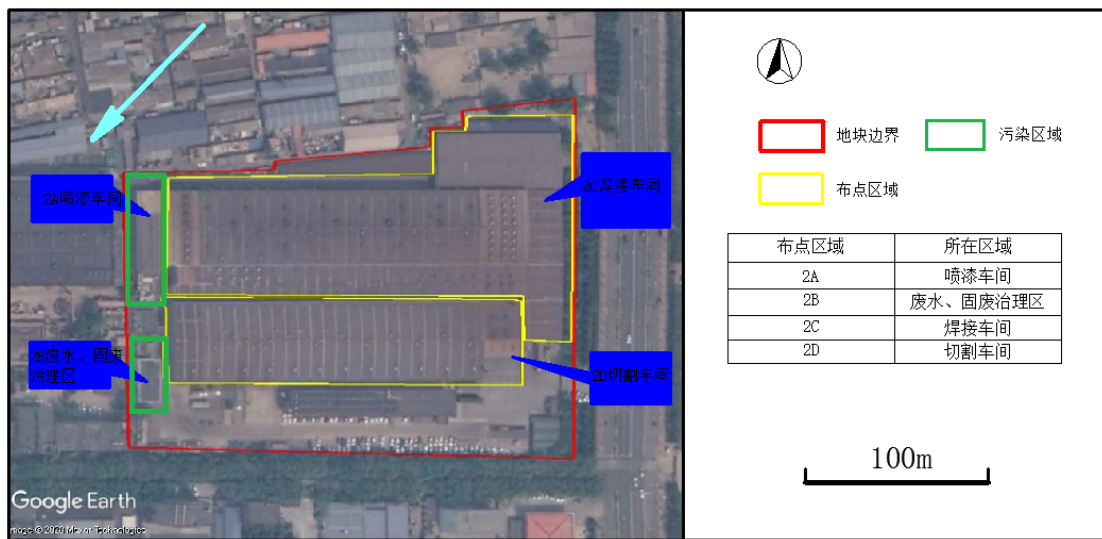 2A喷漆车间
2C焊接车间
2B废水、固废
治理区
2D切割车间
Google Earth
地块边界
污染区域
布点区域
布点区域 所在区域
2A 喷漆车间
2B 废水、固废治理区
2C 焊接车间
2D 切割车间
100m